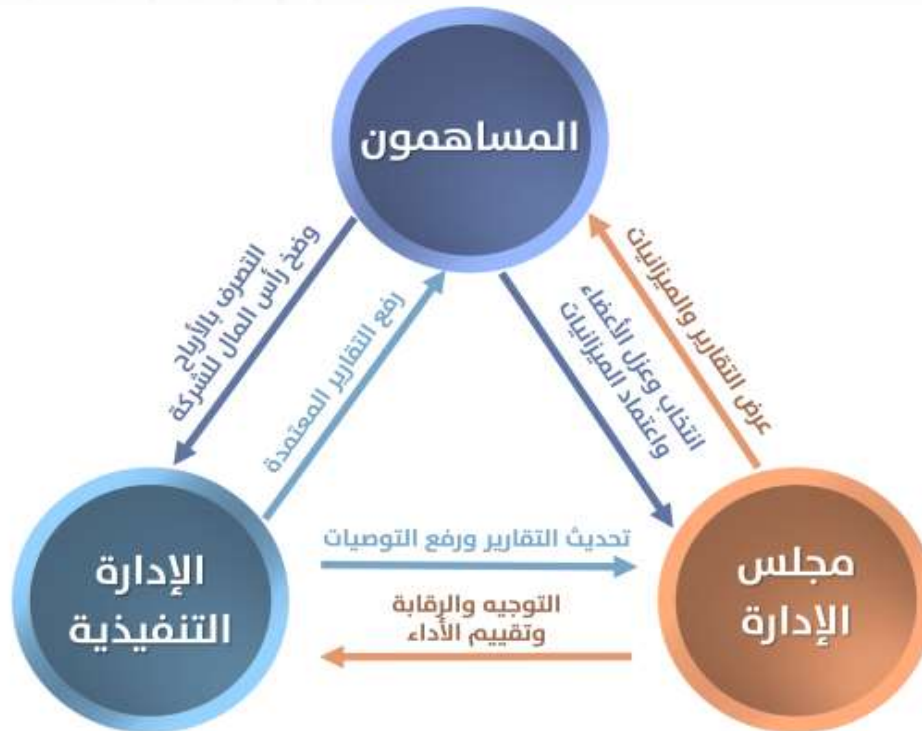 المساهمون
التصرف بالأرباح
وضخ رأس المال للشركة
رفع التقارير المعتمدة
انتخاب وعزل الأعضاء
واعتماد الميزانيات
عرض التقارير والميزانيات
الإدارة
التنفيذية
تحديث التقارير ورفع التوصيات
التوجيه والرقابة
وتقييم الأداء
مجلس
الإدارة